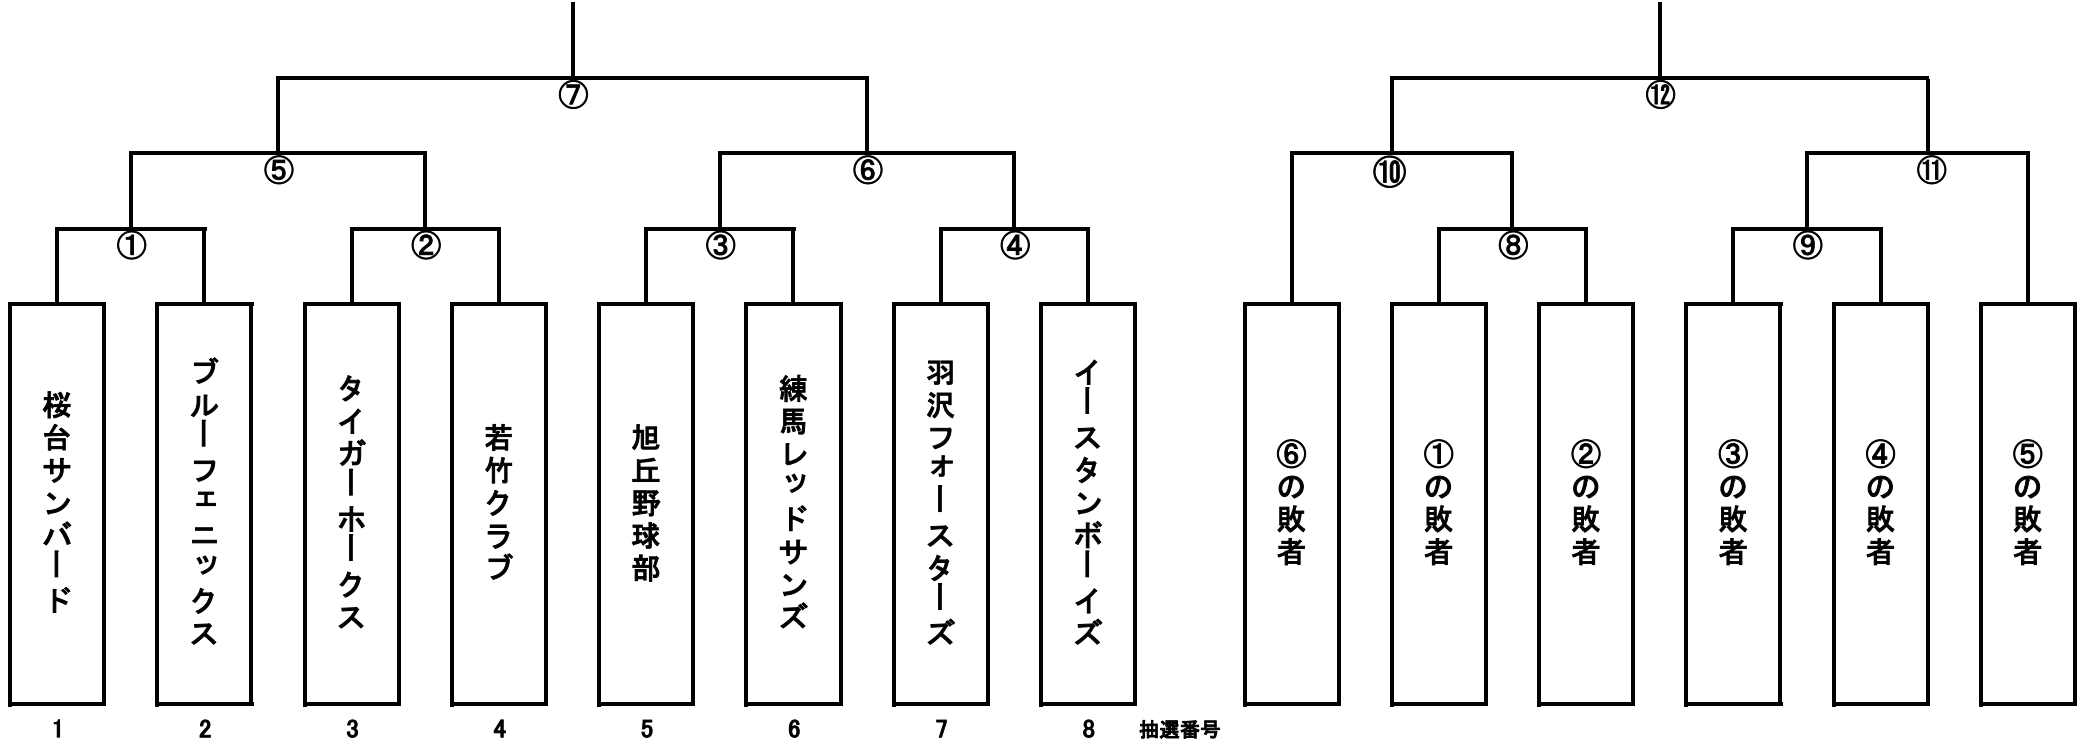 ⑦
⑫
⑤
⑥
⑩
⑪
①
②
③
④
⑧
⑨
桜台サンバード
ブルーフェニックス
タイガーホークス
若竹クラブ
旭丘野球部
練馬レッドサンズ
羽沢フォースターズ
イースタンボーイズ
⑥の敗者
①の敗者
②の敗者
③の敗者
④の敗者
⑤の敗者
1 2 3 4 5 6 7 8 抽選番号